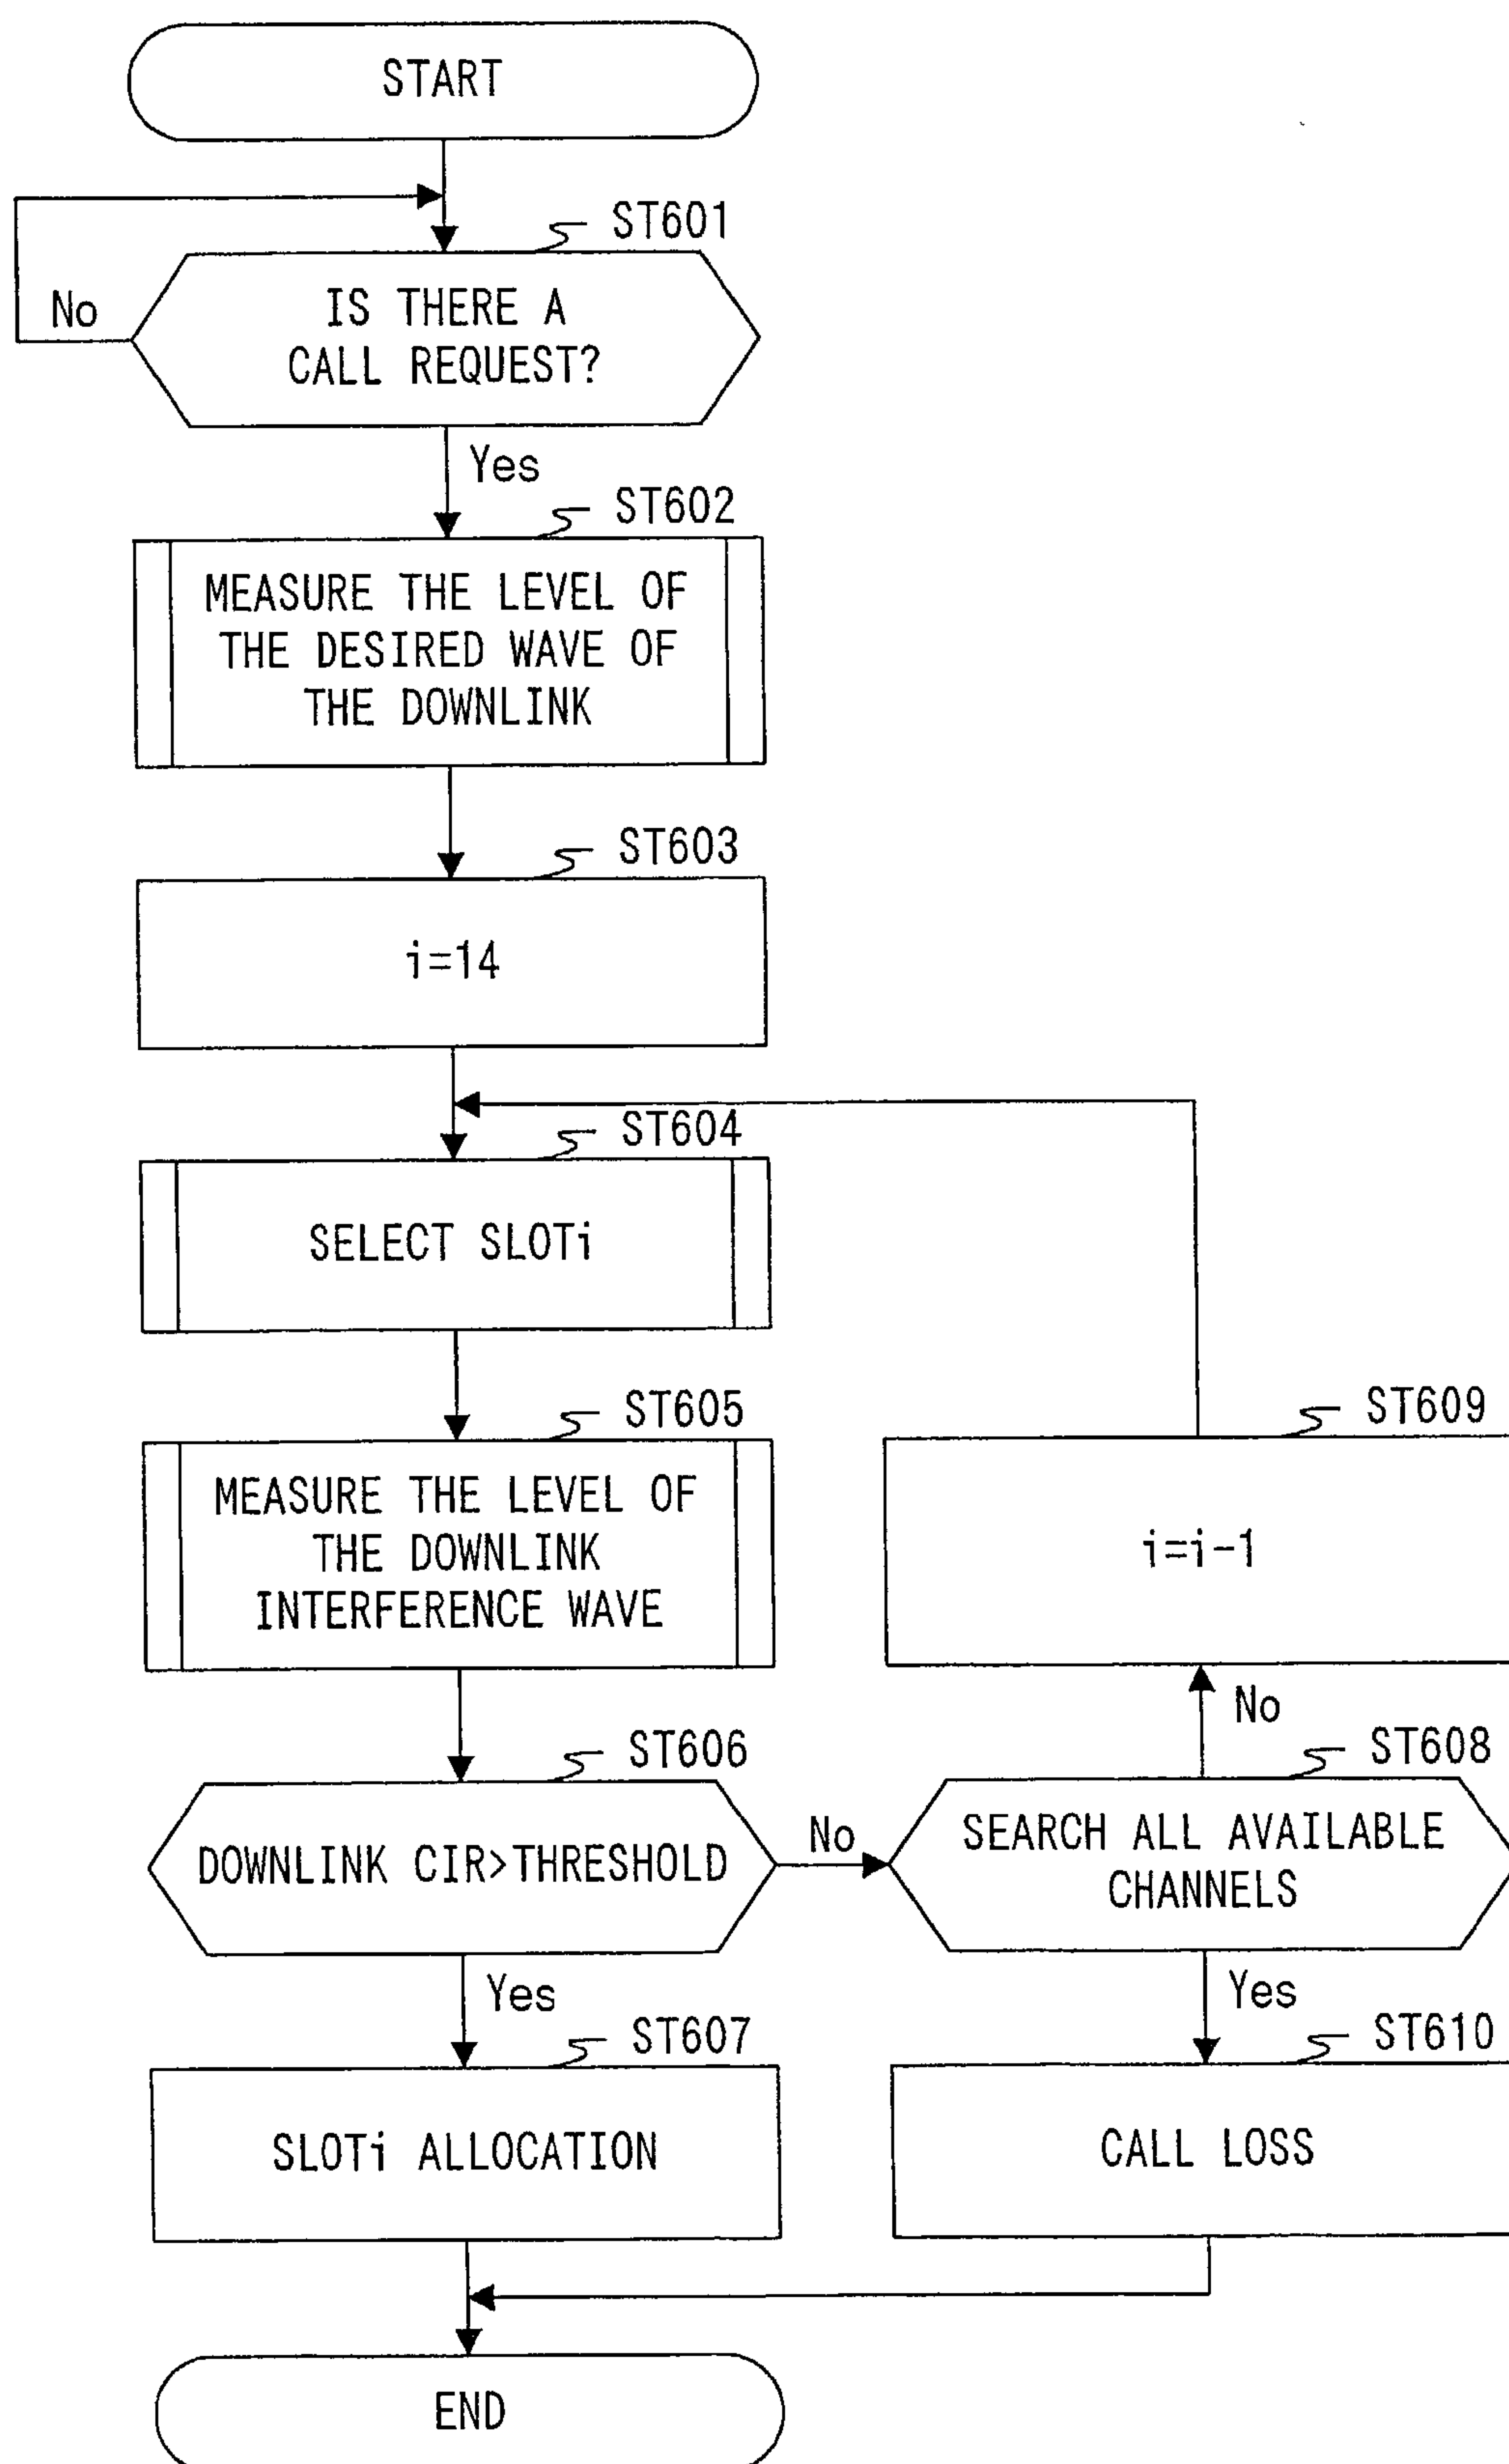 START
ST601
No
IS THERE A
CALL REQUEST?
Yes
ST602
MEASURE THE LEVEL OF
THE DESIRED WAVE OF
THE DOWNLINK
ST603
i=14
ST604
SELECT SLOTi
ST605
MEASURE THE LEVEL OF
THE DOWNLINK
INTERFERENCE WAVE
ST609
i=i-1
No
ST606
ST608
DOWNLINK CIR>THRESHOLD
No
SEARCH ALL AVAILABLE
CHANNELS
Yes
Yes
ST607
ST610
SLOTi ALLOCATION
CALL LOSS
END